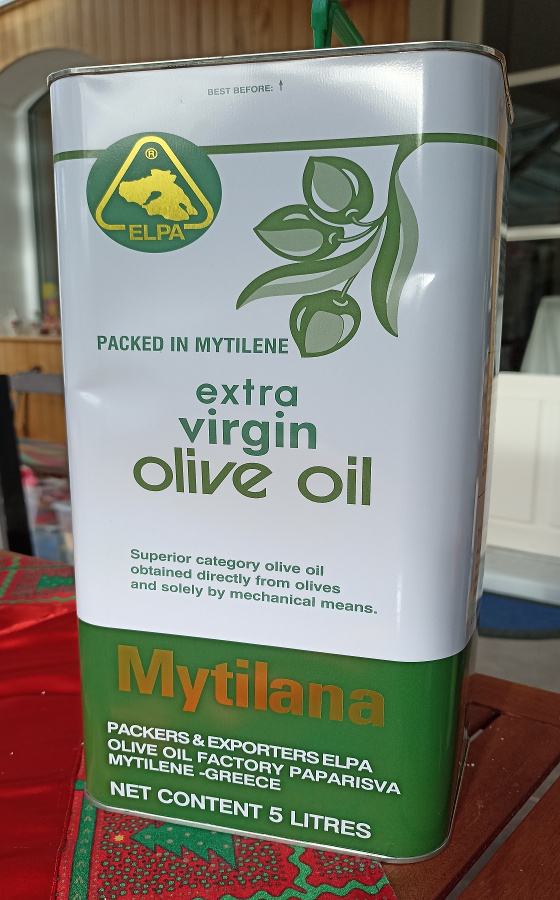 BEST BEFORE:
®
ELPA
PACKED IN MYTILENE
extra
virgin
olive oil
Superior category olive oil
obtained directly from olives
and solely by mechanical means.
Mytilana
PACKERS & EXPORTERS ELPA
OLIVE OIL FACTORY PAPARISVA
MYTILENE -GREECE
NET CONTENT 5 LITRES